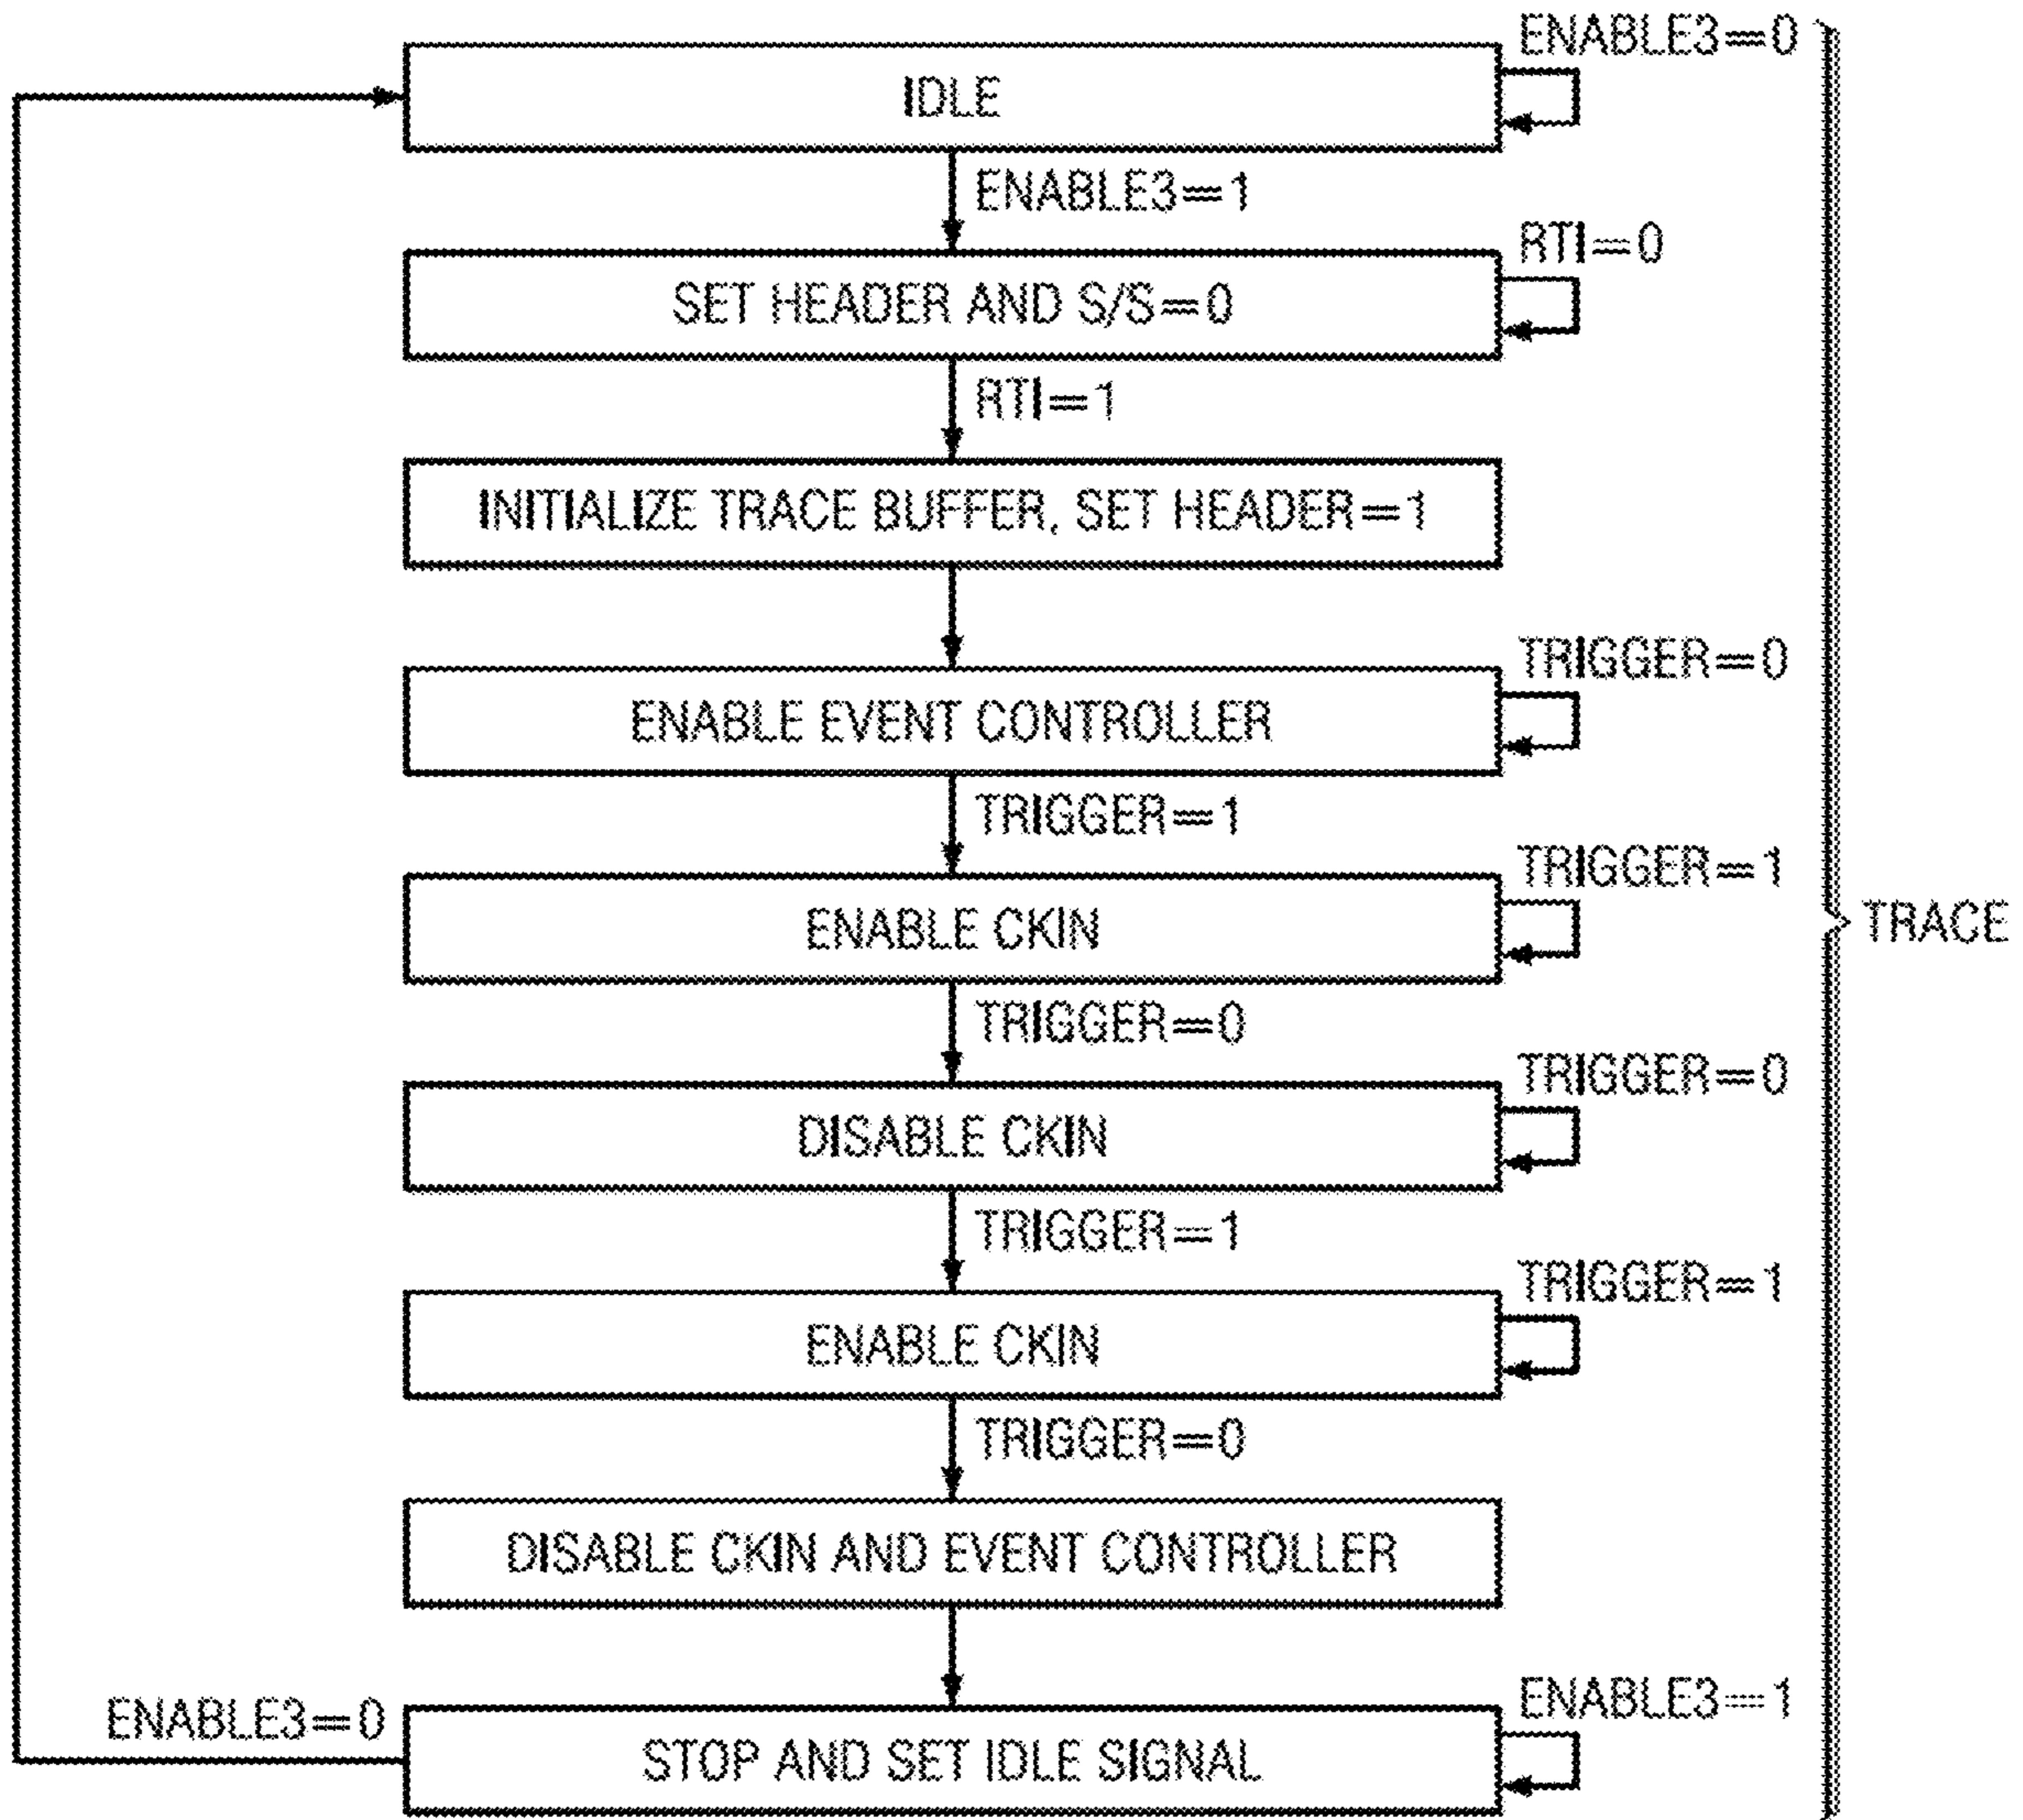 ENABLE3=0
IDLE
ENABLE3=1
RTI=0
SET HEADER AND S/S=0
RTI=1
INITIALIZE TRACE BUFFER, SET HEADER=1
TRIGGER=0
ENABLE EVENT CONTROLLER
TRIGGER=1
TRIGGER=1
ENABLE CKIN
TRACE
TRIGGER=0
TRIGGER=0
DISABLE CKIN
TRIGGER=1
TRIGGER=1
ENABLE CKIN
TRIGGER=0
DISABLE CKIN AND EVENT CONTROLLER
ENABLE3=1
ENABLE3=0
STOP AND SET IDLE SIGNAL